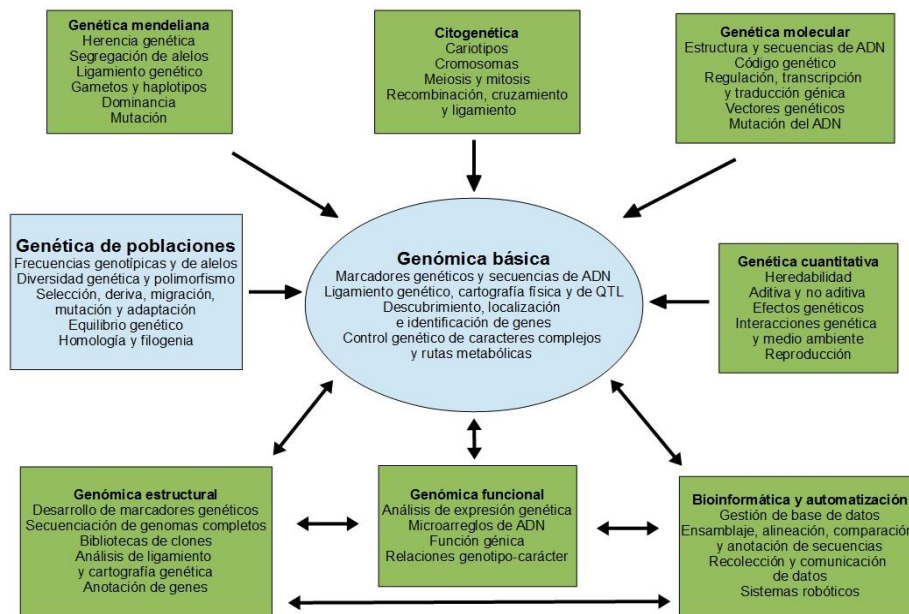 Genética mendeliana
Herencia genética
Segregación de alelos
Ligamiento genético
Gametos y haplotipos
Dominancia
Mutación
Citogenética
Cariotipos
Cromosomas
Meiosis y mitosis
Recombinación, cruzamiento
y ligamiento
Genética molecular
Estructura y secuencias de ADN
Código genético
Regulación, transcripción
y traducción génica
Vectores genéticos
Mutación del ADN
Genética de poblaciones
Frecuencias genotípicas y de alelos
Diversidad genética y polimorfismo
Selección, deriva, migración,
mutación y adaptación
Equilibrio genético
Homología y filogenia
Genómica básica
Marcadores genéticos y secuencias de ADN
Ligamiento genético, cartografía física y de QTL
Descubrimiento, localización
e identificación de genes
Control genético de caracteres complejos
y rutas metabólicas
Genética cuantitativa
Heredabilidad
Aditiva y no aditiva
Efectos genéticos
Interacciones genética
y medio ambiente
Reproducción
Genómica estructural
Desarrollo de marcadores genéticos
Secuenciación de genomas completos
Bibliotecas de clones
Análisis de ligamiento
y cartografía genética
Anotación de genes
Genómica funcional
Análisis de expresión genética
Microarreglos de ADN
Función génica
Relaciones genotipo-carácter
Bioinformática y automatización
Gestión de base de datos
Ensamblaje, alineación, comparación
y anotación de secuencias
Recolección y comunicación
de datos
Sistemas robóticos